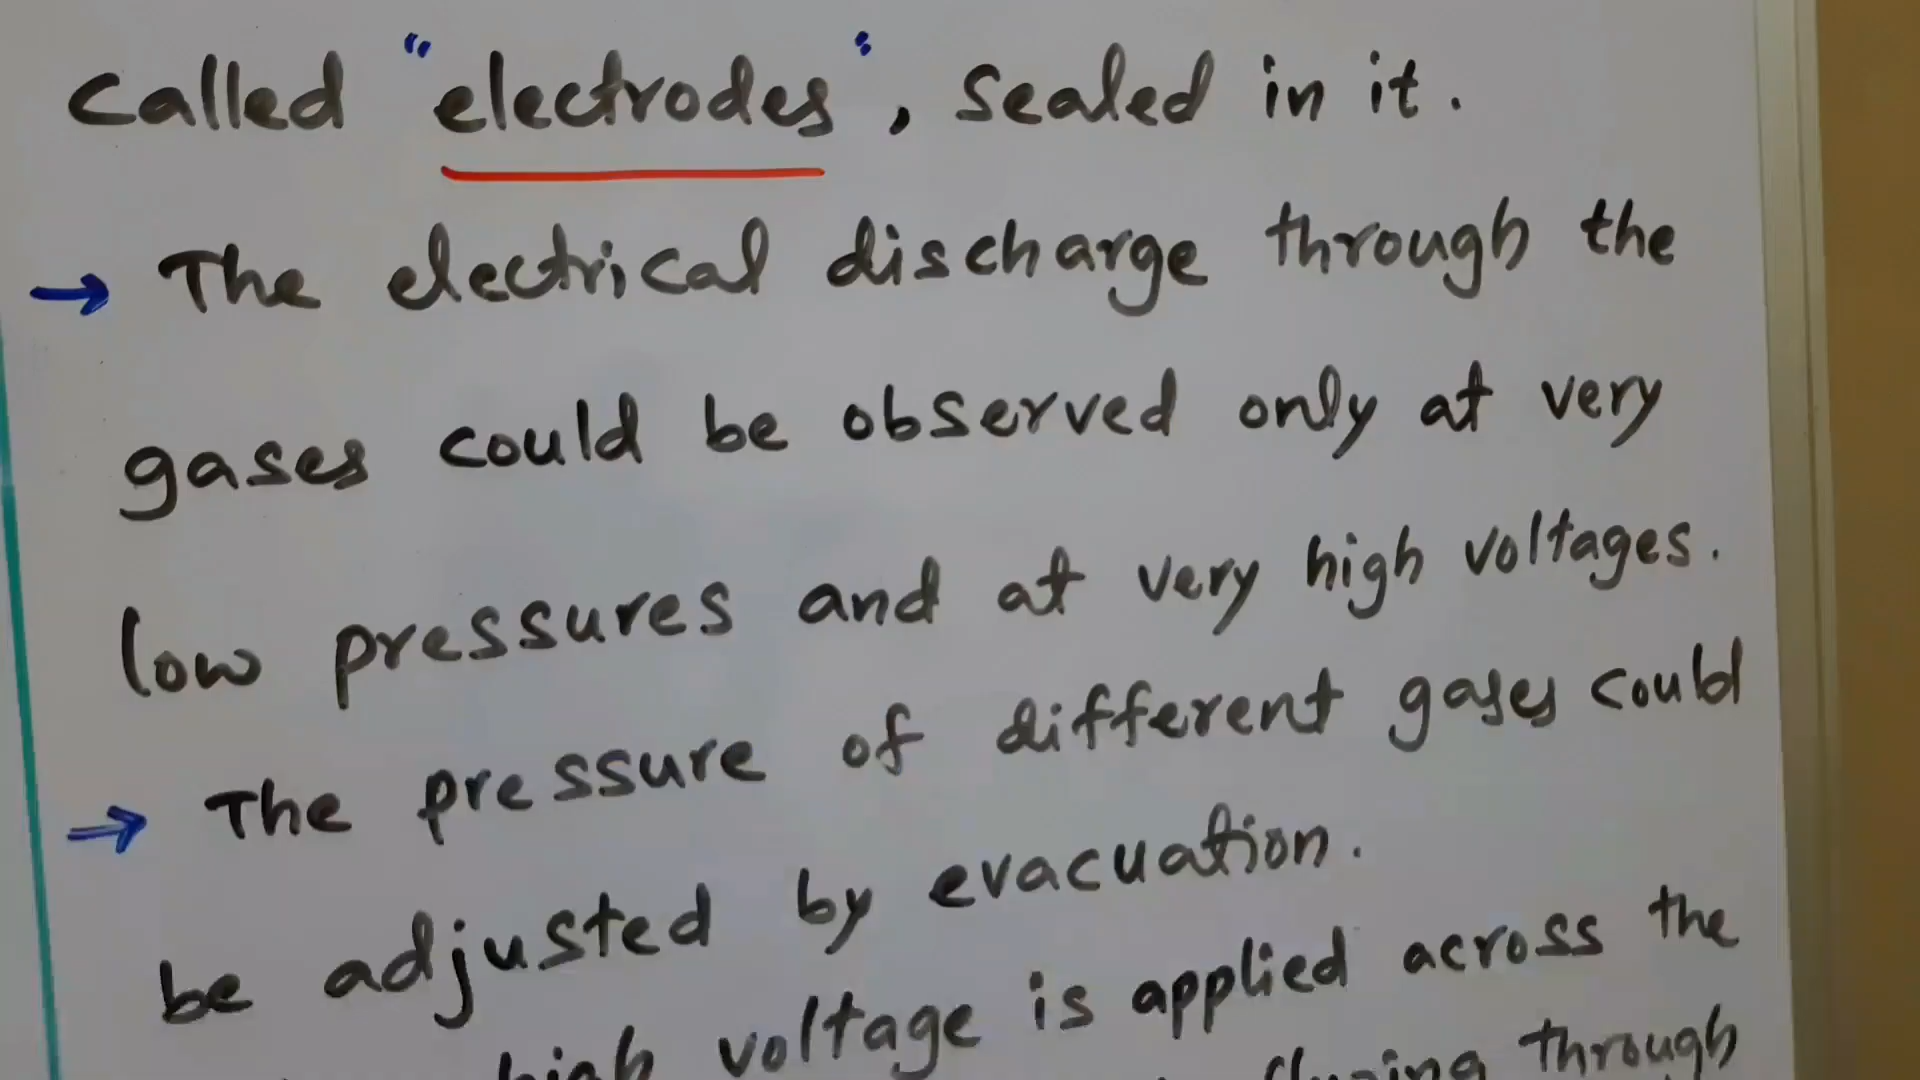 Called "electrodes", Sealed in it.
→ The electrical discharge through the
gases could be observed only at very
low pressures and at very high voltages.
→ The pressure of different gases could
be adjusted by evacuation.
high voltage is applied across the
through